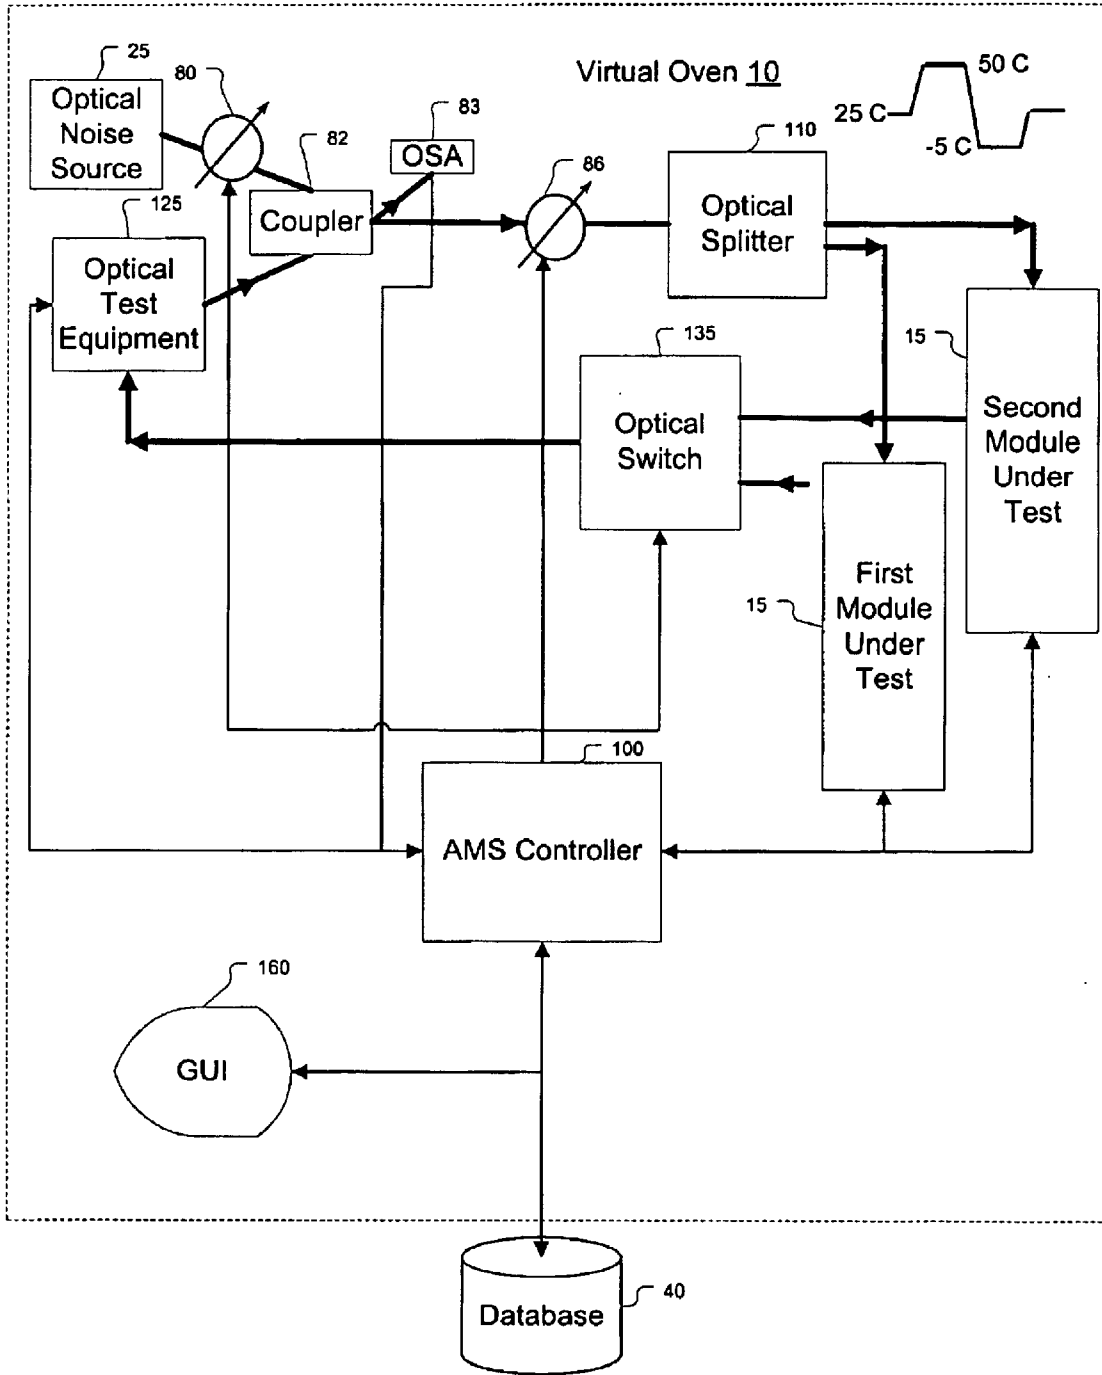 25
Optical
Noise
Source
80
82
83
OSA
Coupler
125
Optical
Test
Equipment
86
Virtual Oven 10
25 C
50 C
-5 C
110
Optical
Splitter
135
Optical
Switch
15
Second
Module
Under
Test
15
First
Module
Under
Test
100
AMS Controller
160
GUI
Database
40